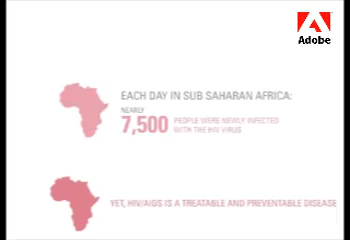 Adobe
EACH DAY IN SUB SAHARAN AFRICA:
NEARLY
7,500 PEOPLE WERE NEWLY INFECTED
WITH THE HIV VIRUS
YET, HIV/AIDS IS A TREATABLE AND PREVENTABLE DISEASE